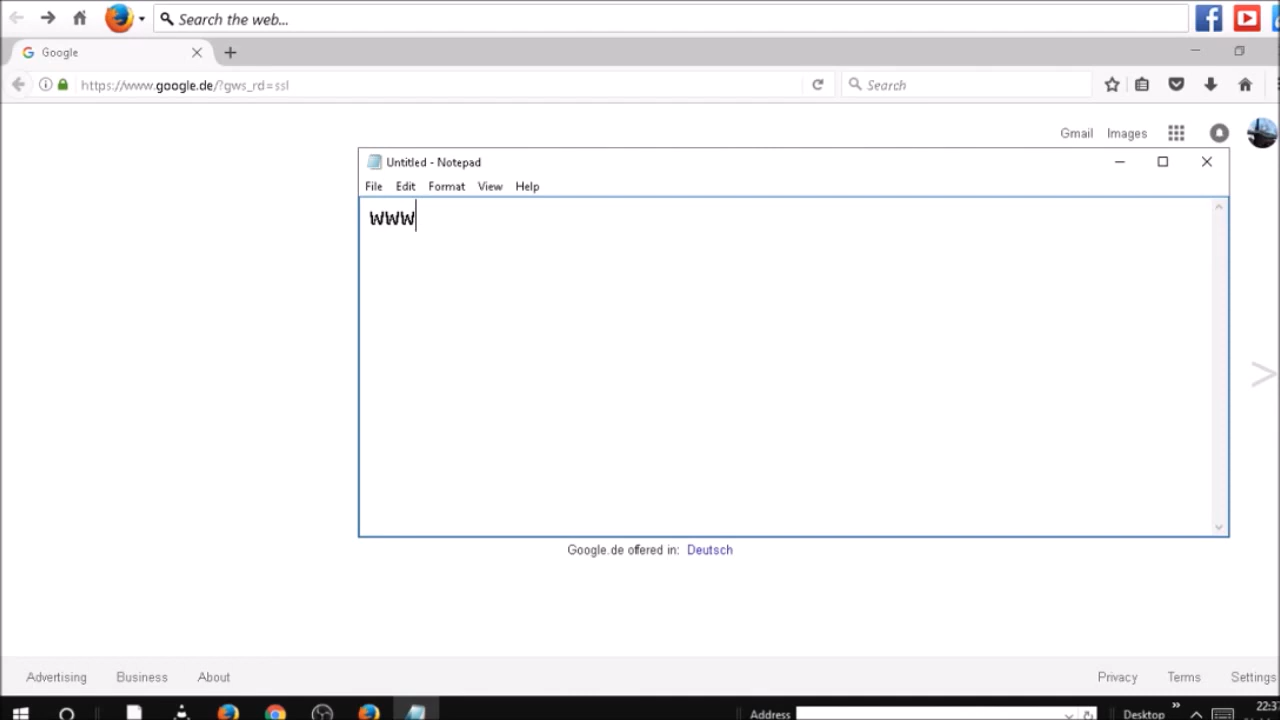 Search the web...
Google
https://www.google.de/?gws_rd=ssl
Search
Gmail Images
Untitled - Notepad
File Edit Format View Help
www
>
Google.de offered in: Deutsch
Advertising Business About
Privacy Terms Settings
Address
Desktop